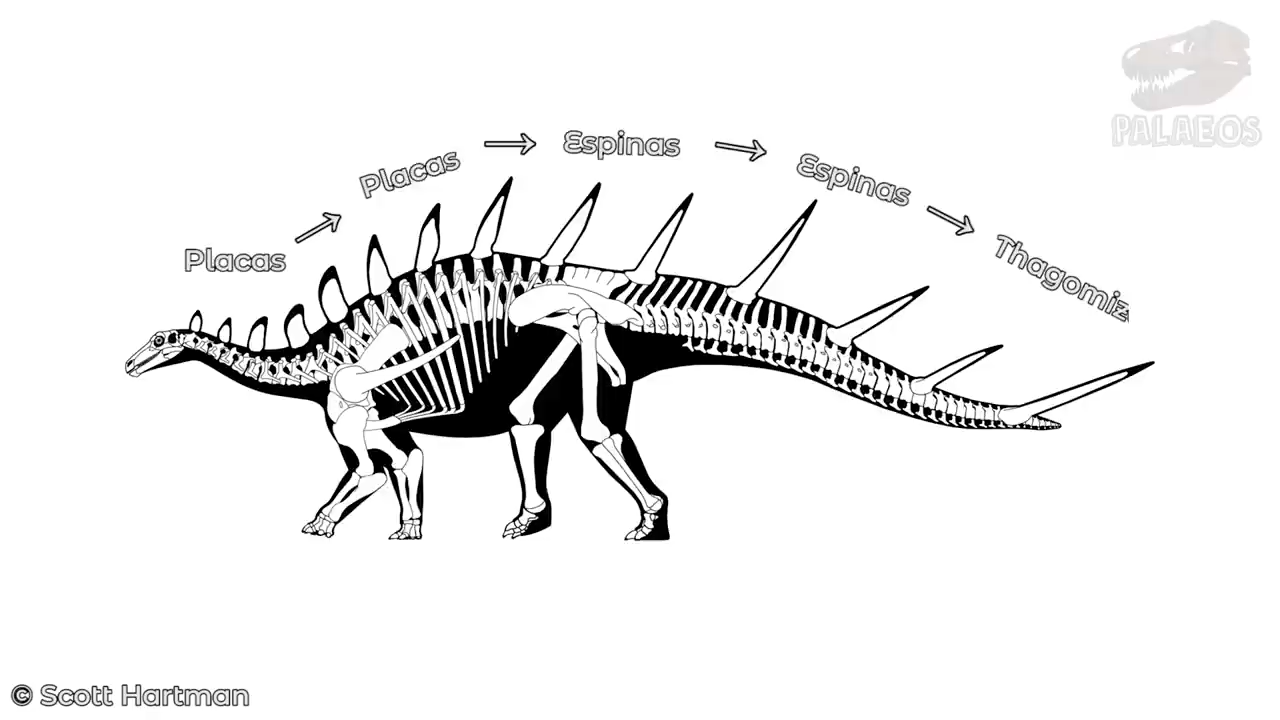 PALAEOS
Placas → Placas → Espinas → Espinas → Thagomiz
© Scott Hartman